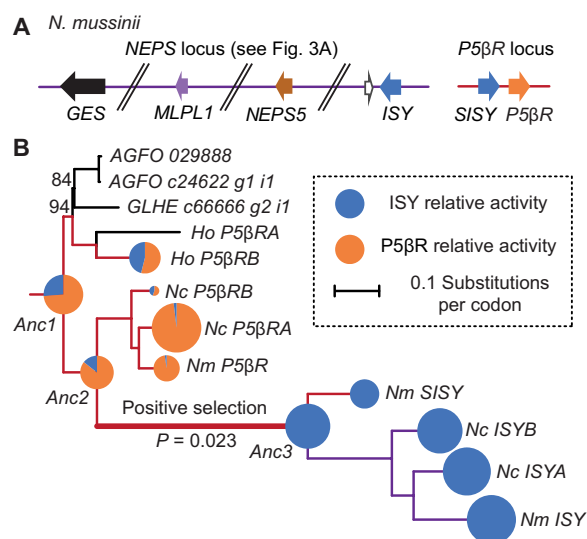 A N. mussinii
NEPS locus (see Fig. 3A) P5βR locus
GES MLPL1 NEPS5 ISY SISY P5βR
B
AGFO 029888
84
AGFO c24622 g1 i1
94
GLHE c66666 g2 i1
Ho P5βRA
Ho P5βRB
Nc P5βRB
Anc1
Nc P5βRA
Nm P5βR
Anc2
Positive selection
P = 0.023
Nm SISY
Anc3
Nc ISYB
Nc ISYA
Nm ISY
ISY relative activity
P5βR relative activity
0.1 Substitutions
per codon